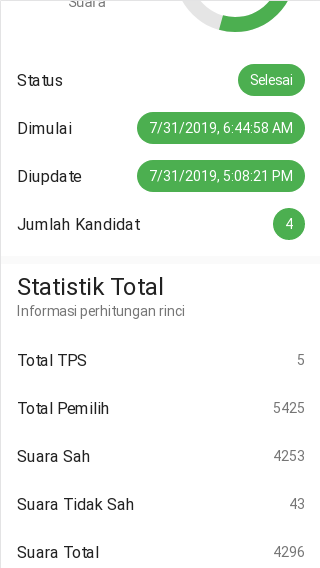 Suara
Status
Selesai
Dimulai
7/31/2019, 6:44:58 AM
Diupdate
7/31/2019, 5:08:21 PM
Jumlah Kandidat
4
Statistik Total
Informasi perhitungan rinci
Total TPS
5
Total Pemilih
5425
Suara Sah
4253
Suara Tidak Sah
43
Suara Total
4296